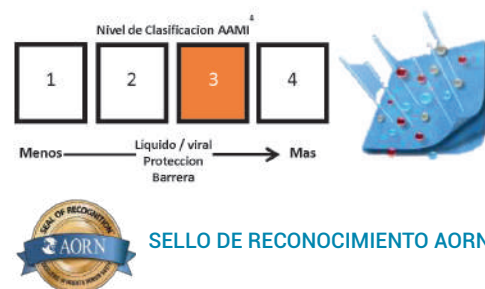 Nivel de Clasificacion AAMI 4
1 2 3 4
Menos Líquido / viral Mas
Proteccion
Barrera
SEAL OF RECOGNITION
AORN
SELLO DE RECONOCIMIENTO AORN